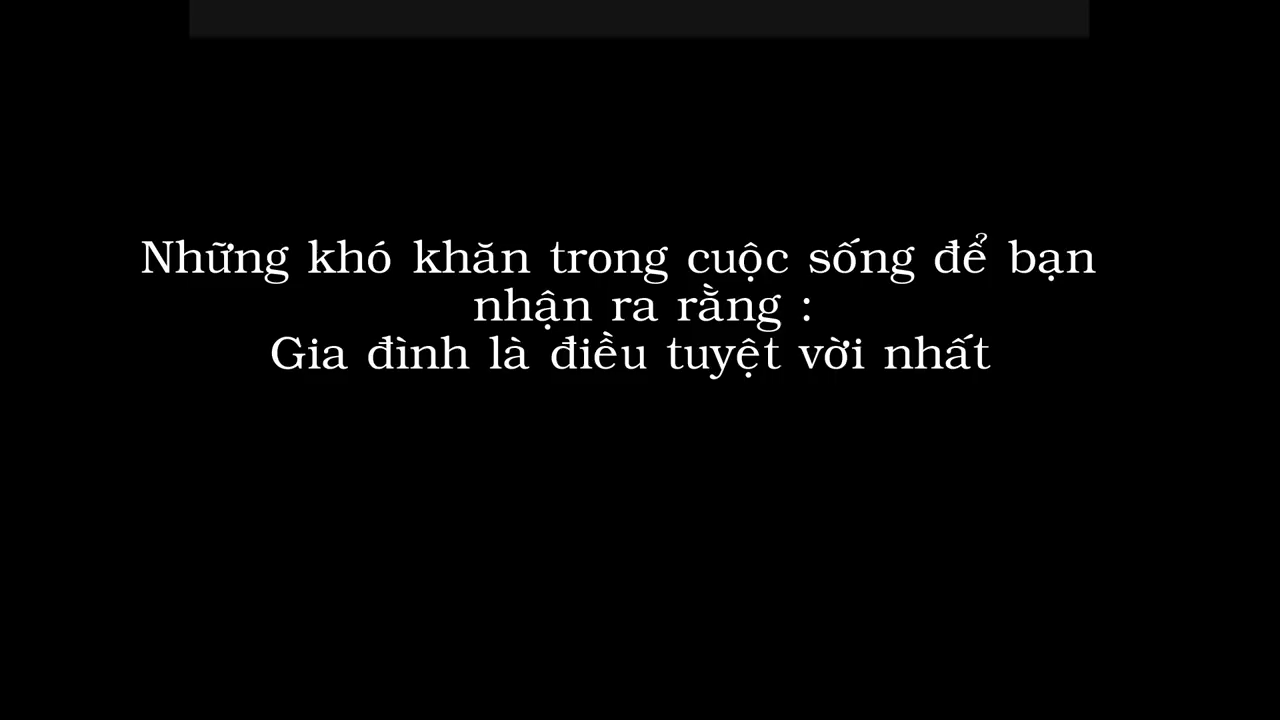 Những khó khăn trong cuộc sống để bạn
nhận ra rằng :
Gia đình là điều tuyệt vời nhất